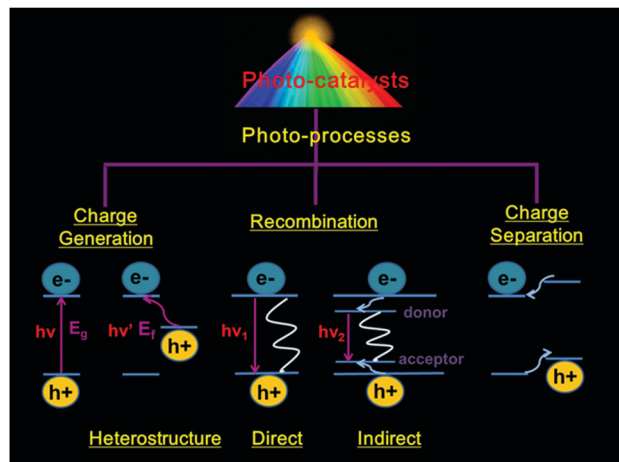 Photo-catalysts
Photo-processes
Charge
Generation
Recombination
Charge
Separation
e-
e-
e-
e-
e-
donor
hν
Eg
hν'
Ef
h+
hν1
hν2
acceptor
h+
h+
h+
h+
Heterostructure
Direct
Indirect